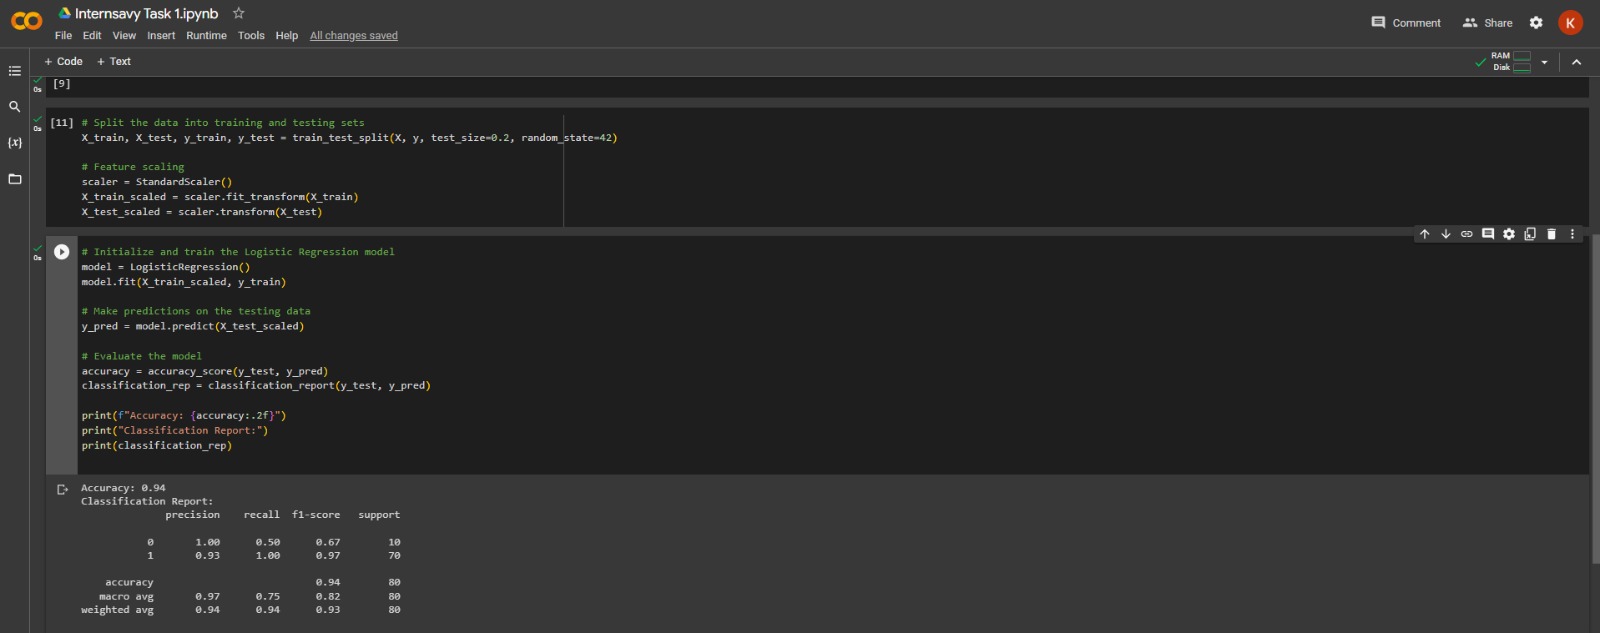 Internsavy Task 1.ipynb
File Edit View Insert Runtime Tools Help All changes saved
Comment Share K
+ Code + Text
RAM
Disk
[9]
0s
[11] # Split the data into training and testing sets
0s
X_train, X_test, y_train, y_test = train_test_split(X, y, test_size=0.2, random_state=42)
{x}
# Feature scaling
scaler = StandardScaler()
X_train_scaled = scaler.fit_transform(X_train)
X_test_scaled = scaler.transform(X_test)
# Initialize and train the Logistic Regression model
0s
model = LogisticRegression()
model.fit(X_train_scaled, y_train)
# Make predictions on the testing data
y_pred = model.predict(X_test_scaled)
# Evaluate the model
accuracy = accuracy_score(y_test, y_pred)
classification_rep = classification_report(y_test, y_pred)
print(f"Accuracy: {accuracy:.2f}")
print("Classification Report:")
print(classification_rep)
Accuracy: 0.94
Classification Report:
precision recall f1-score support
0 1.00 0.50 0.67 10
1 0.93 1.00 0.97 70
accuracy 0.94 80
macro avg 0.97 0.75 0.82 80
weighted avg 0.94 0.94 0.93 80